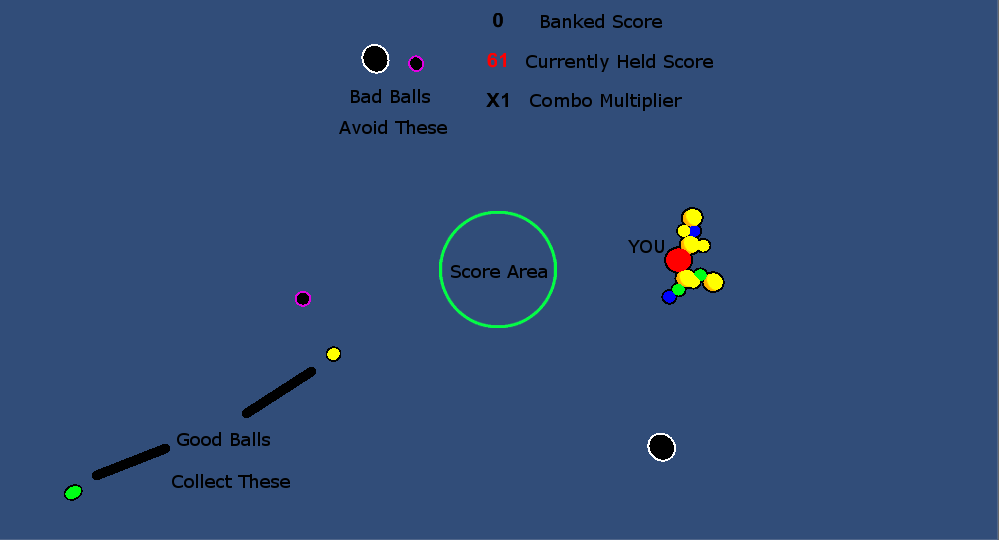 0 Banked Score
61 Currently Held Score
X1 Combo Multiplier
Bad Balls
Avoid These
YOU
Score Area
Good Balls
Collect These